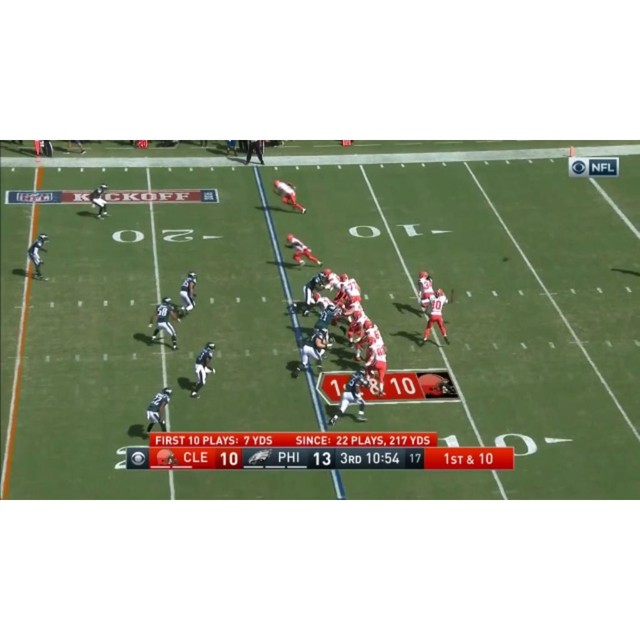 NFL
KICKOFF
20
10
1ST & 10
FIRST 10 PLAYS: 7 YDS SINCE: 22 PLAYS, 217 YDS
CLE 10 PHI 13 3RD 10:54 17 1ST & 10
10